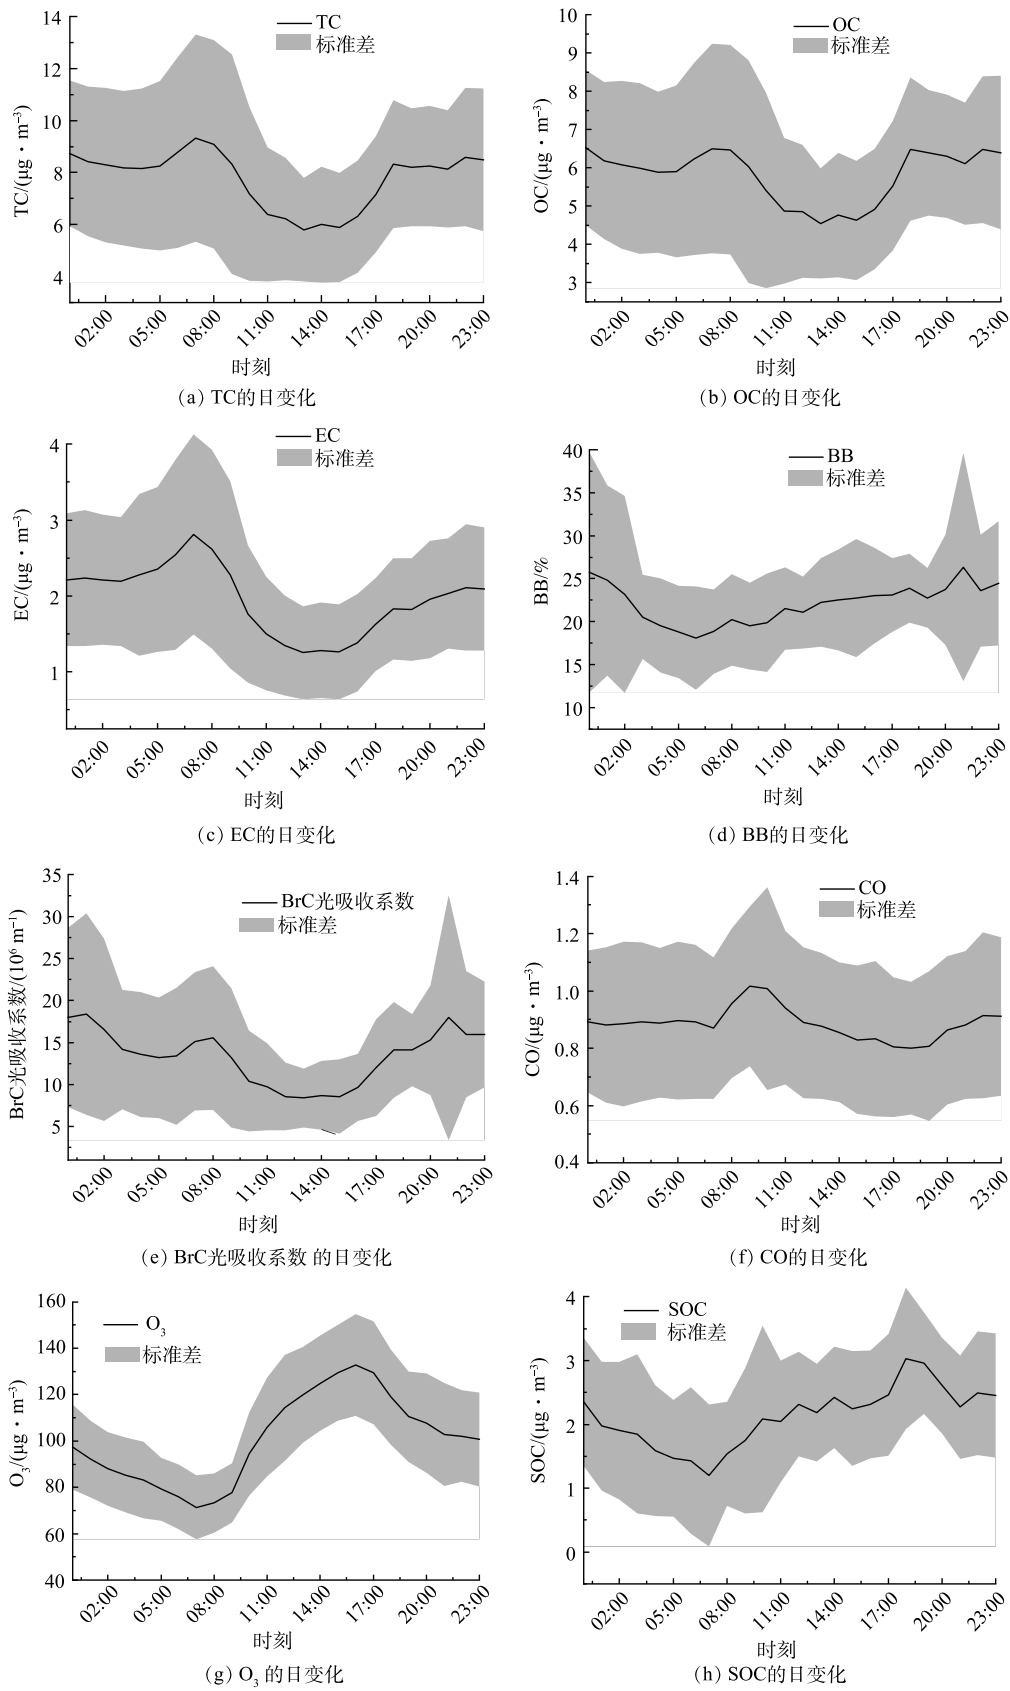 TC
标准差
14
12
10
8
6
4
TC/(μg·m⁻³)
02:00 05:00 08:00 11:00 14:00 17:00 20:00 23:00
时刻
(a) TC的日变化
OC
标准差
10
9
8
7
6
5
4
3
OC/(μg·m⁻³)
02:00 05:00 08:00 11:00 14:00 17:00 20:00 23:00
时刻
(b) OC的日变化
EC
标准差
4
3
2
1
EC/(μg·m⁻³)
02:00 05:00 08:00 11:00 14:00 17:00 20:00 23:00
时刻
(c) EC的日变化
BB
标准差
40
35
30
25
20
15
10
BB/%
02:00 05:00 08:00 11:00 14:00 17:00 20:00 23:00
时刻
(d) BB的日变化
BrC光吸收系数
标准差
35
30
25
20
15
10
5
BrC光吸收系数/(10⁶ m⁻¹)
02:00 05:00 08:00 11:00 14:00 17:00 20:00 23:00
时刻
(e) BrC光吸收系数 的日变化
CO
标准差
1.4
1.2
1.0
0.8
0.6
0.4
CO/(μg·m⁻³)
02:00 05:00 08:00 11:00 14:00 17:00 20:00 23:00
时刻
(f) CO的日变化
O₃
标准差
160
140
120
100
80
60
40
O₃/(μg·m⁻³)
02:00 05:00 08:00 11:00 14:00 17:00 20:00 23:00
时刻
(g) O₃ 的日变化
SOC
标准差
4
3
2
1
0
SOC/(μg·m⁻³)
02:00 05:00 08:00 11:00 14:00 17:00 20:00 23:00
时刻
(h) SOC的日变化